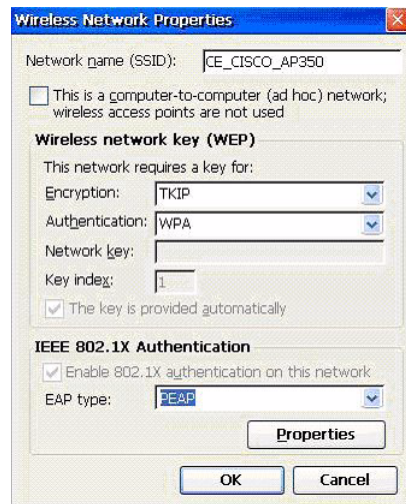 Wireless Network Properties
Network name (SSID): CE_CISCO_AP350
This is a computer-to-computer (ad hoc) network;
wireless access points are not used
Wireless network key (WEP)
This network requires a key for:
Encryption: TKIP
Authentication: WPA
Network key:
Key index: 1
The key is provided automatically
IEEE 802.1X Authentication
Enable 802.1X authentication on this network
EAP type: PEAP
Properties
OK Cancel